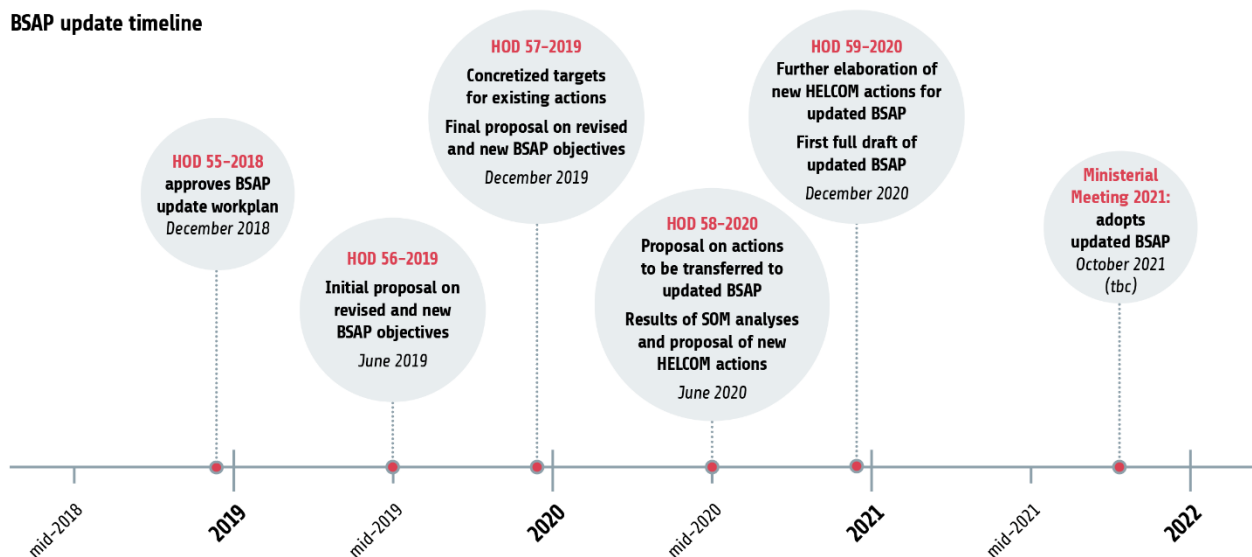 BSAP update timeline
HOD 55-2018
approves BSAP
update workplan
December 2018
HOD 56-2019
Initial proposal on
revised and new
BSAP objectives
June 2019
HOD 57-2019
Concretized targets
for existing actions
Final proposal on revised
and new BSAP objectives
December 2019
HOD 58-2020
Proposal on actions
to be transferred to
updated BSAP
Results of SOM analyses
and proposal of new
HELCOM actions
June 2020
HOD 59-2020
Further elaboration of
new HELCOM actions for
updated BSAP
First full draft of
updated BSAP
December 2020
Ministerial
Meeting 2021:
adopts
updated BSAP
October 2021
(tbc)
mid-2018
2019
mid-2019
2020
mid-2020
2021
mid-2021
2022